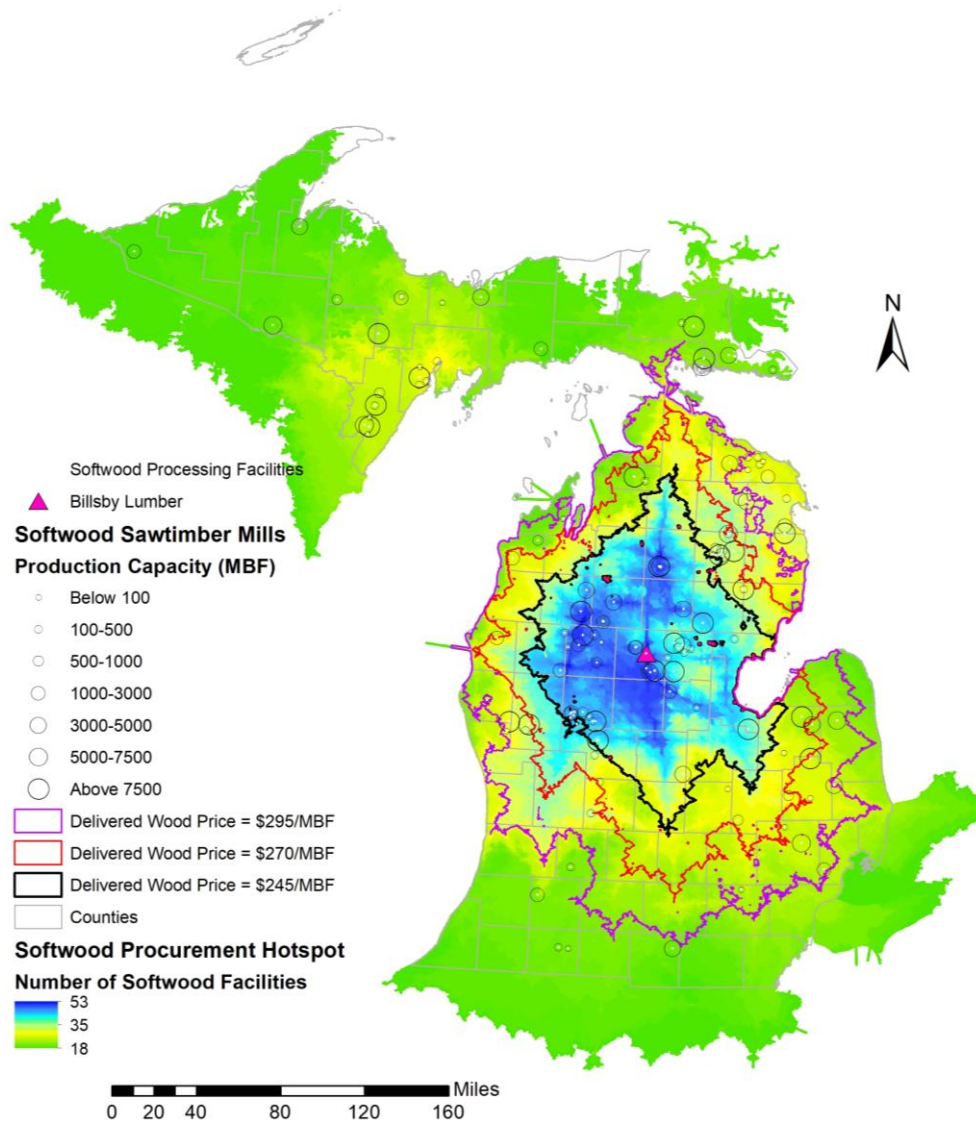 N
Softwood Processing Facilities
Billsby Lumber
Softwood Sawtimber Mills
Production Capacity (MBF)
Below 100
100-500
500-1000
1000-3000
3000-5000
5000-7500
Above 7500
Delivered Wood Price = $295/MBF
Delivered Wood Price = $270/MBF
Delivered Wood Price = $245/MBF
Counties
Softwood Procurement Hotspot
Number of Softwood Facilities
53
35
18
Miles
0 20 40 80 120 160